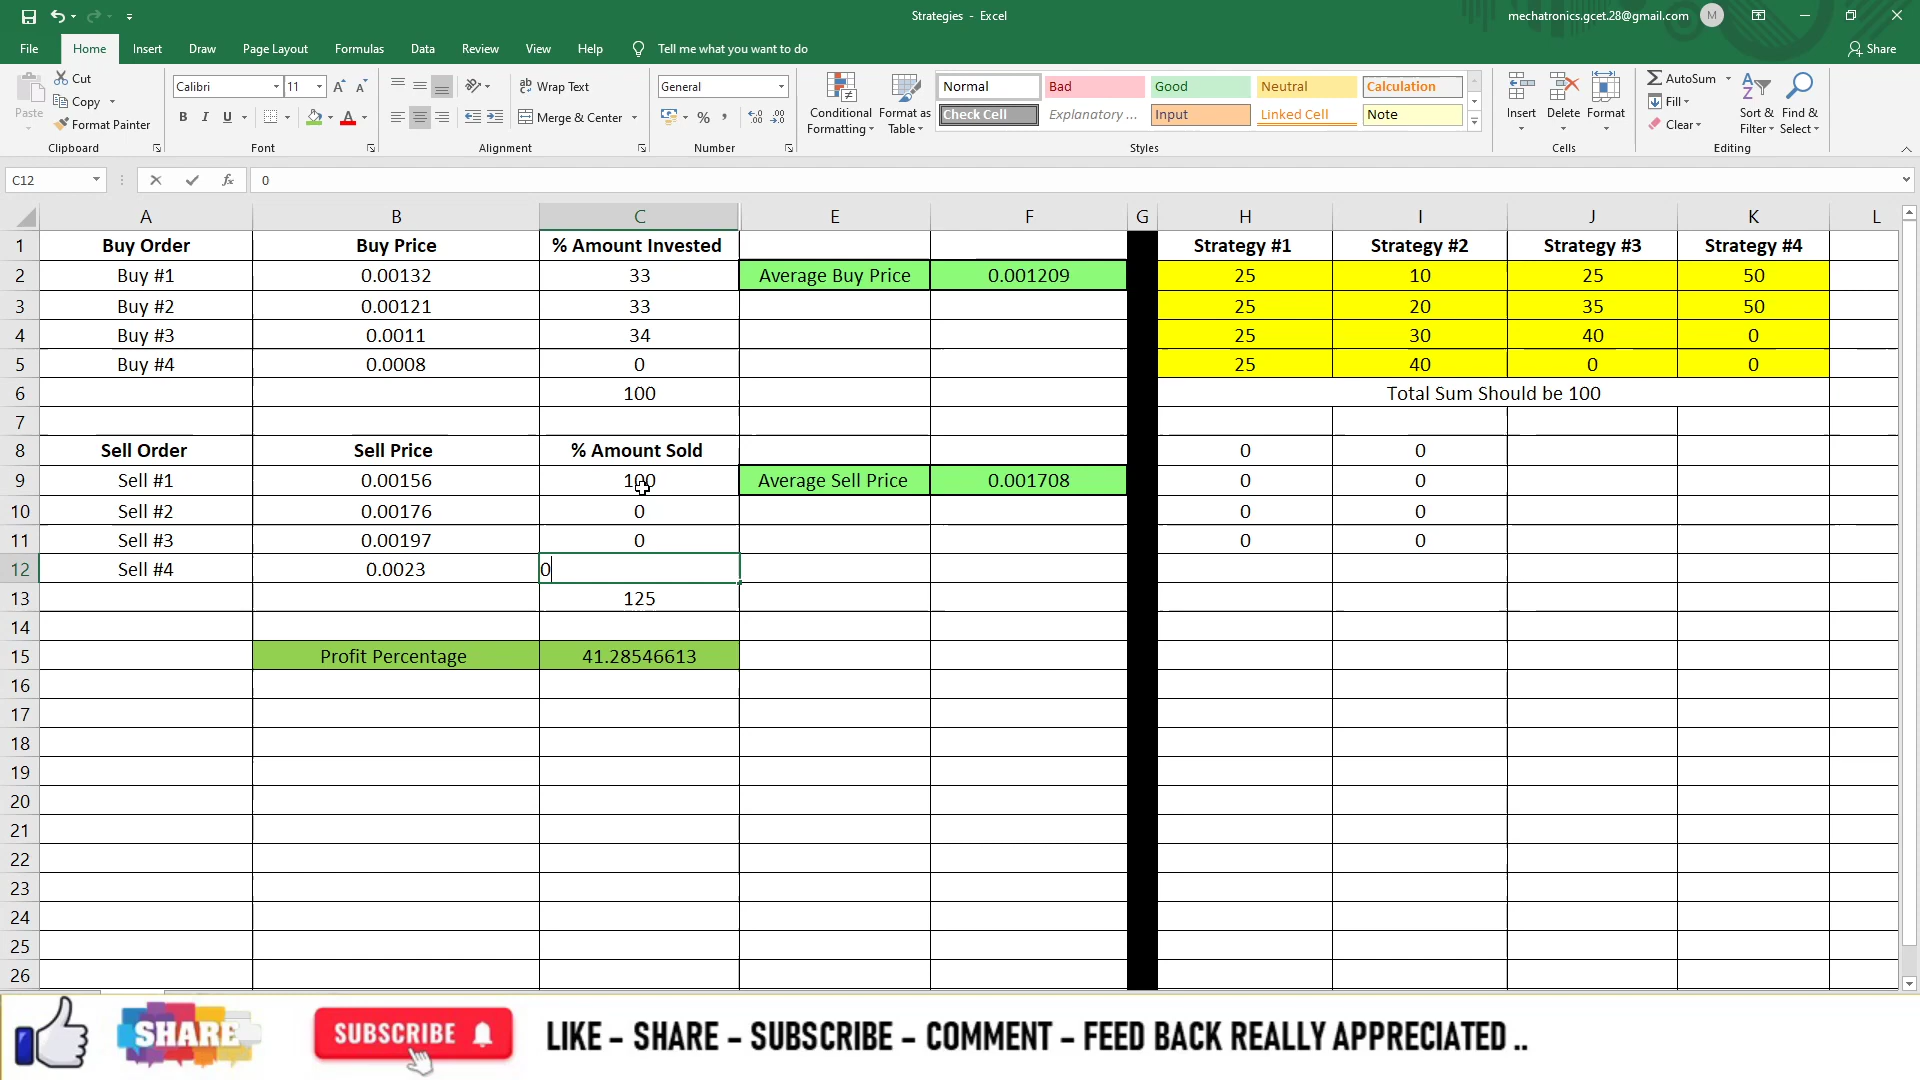 Strategies - Excel
mechatronics.gcet.28@gmail.com M
File Home Insert Draw Page Layout Formulas Data Review View Help Tell me what you want to do Share
Paste Cut Copy Format Painter
Calibri 11 General
B I U
Wrap Text
Merge & Center
Conditional Formatting Format as Table
Normal Bad Good Neutral Calculation
Check Cell Explanatory ... Input Linked Cell Note
Insert Delete Format
AutoSum Fill Clear
Sort & Filter Find & Select
Clipboard Font Alignment Number Styles Cells Editing
C12 fx 0
A B C E F G H I J K L
1 Buy Order Buy Price % Amount Invested Strategy #1 Strategy #2 Strategy #3 Strategy #4
2 Buy #1 0.00132 33 Average Buy Price 0.001209 25 10 25 50
3 Buy #2 0.00121 33 25 20 35 50
4 Buy #3 0.0011 34 25 30 40 0
5 Buy #4 0.0008 0 25 40 0 0
6 100 Total Sum Should be 100
7
8 Sell Order Sell Price % Amount Sold 0 0
9 Sell #1 0.00156 100 Average Sell Price 0.001708 0 0
10 Sell #2 0.00176 0 0 0
11 Sell #3 0.00197 0 0 0
12 Sell #4 0.0023 0
13 125
14
15 Profit Percentage 41.28546613
16
17
18
19
20
21
22
23
24
25
26
SHARE SUBSCRIBE LIKE – SHARE – SUBSCRIBE – COMMENT – FEED BACK REALLY APPRECIATED ..